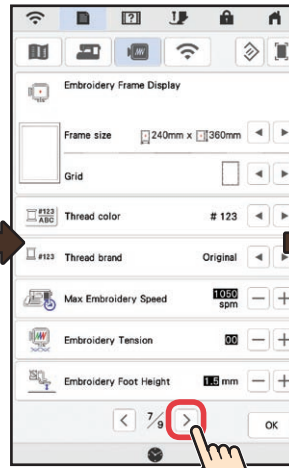 Embroidery Frame Display
Frame size 240mm x 360mm
Grid
#123 ABC Thread color # 123
#123 Thread brand Original
Max Embroidery Speed 1050 spm
Embroidery Tension 00
Embroidery Foot Height 1.5 mm
7/9 OK